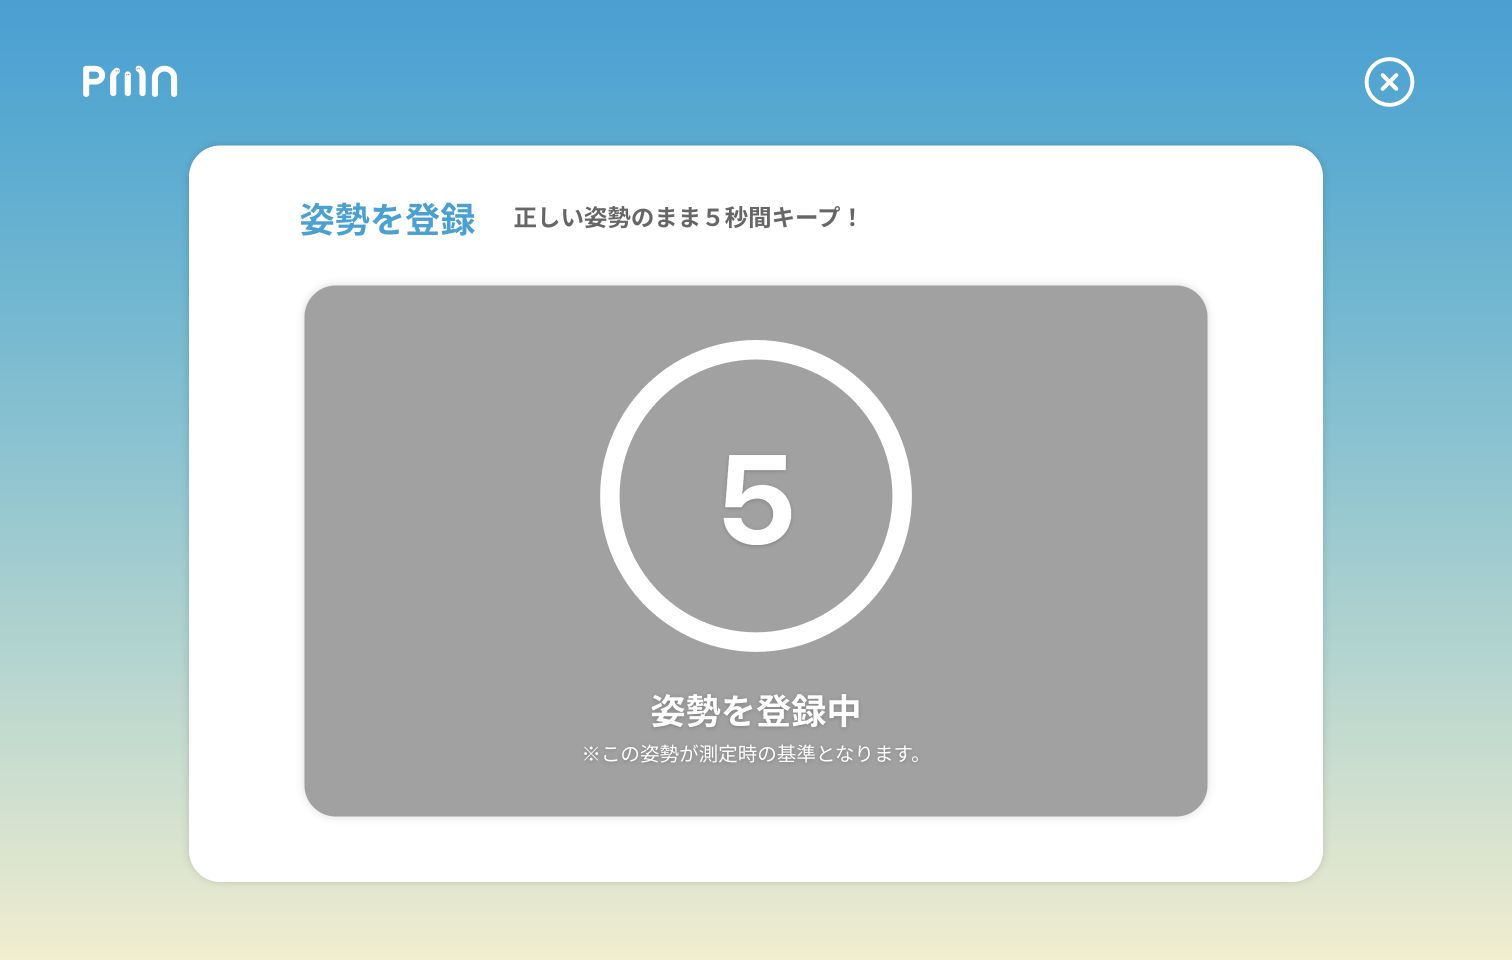 姿勢を登録
正しい姿勢のまま５秒間キープ！
5
姿勢を登録中
※この姿勢が測定時の基準となります。